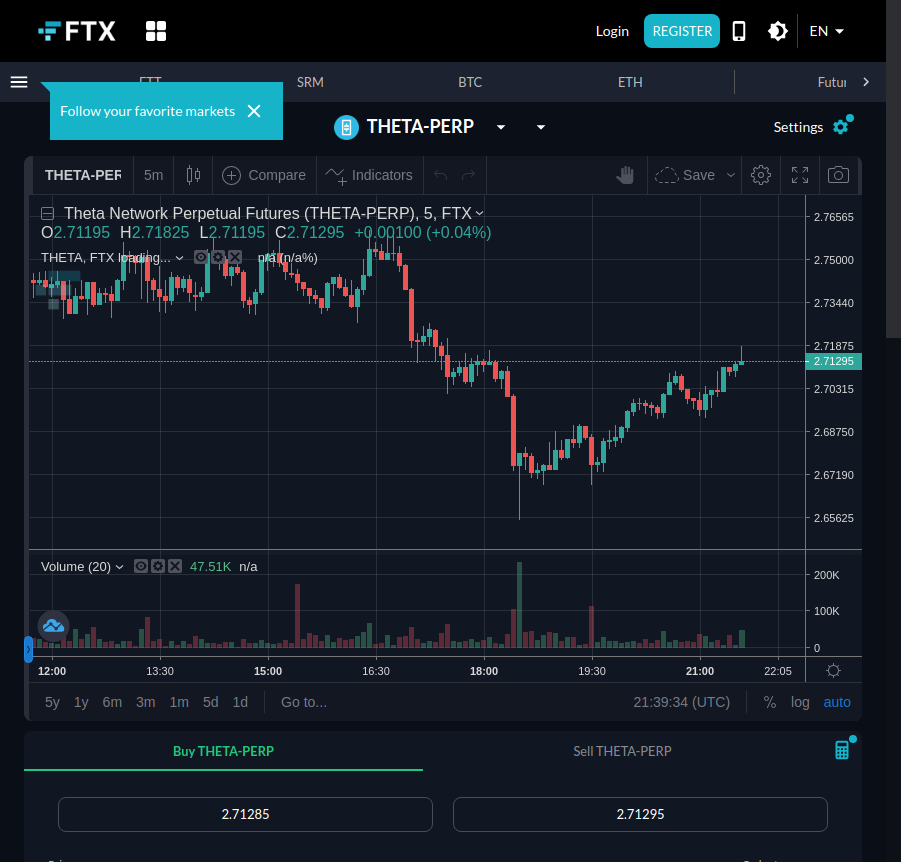 FTX
Login
REGISTER
EN
SRM
BTC
ETH
Futur
Follow your favorite markets
THETA-PERP
Settings
THETA-PER
5m
Compare
Indicators
Save
Theta Network Perpetual Futures (THETA-PERP), 5, FTX
O2.71195 H2.71825 L2.71195 C2.71295 +0.00100 (+0.04%)
THETA, FTX loading... n/a (n/a%)
2.76565
2.75000
2.73440
2.71875
2.71295
2.70315
2.68750
2.67190
2.65625
Volume (20) 47.51K n/a
200K
100K
0
12:00 13:30 15:00 16:30 18:00 19:30 21:00 22:05
5y 1y 6m 3m 1m 5d 1d Go to... 21:39:34 (UTC) % log auto
Buy THETA-PERP
Sell THETA-PERP
2.71285
2.71295